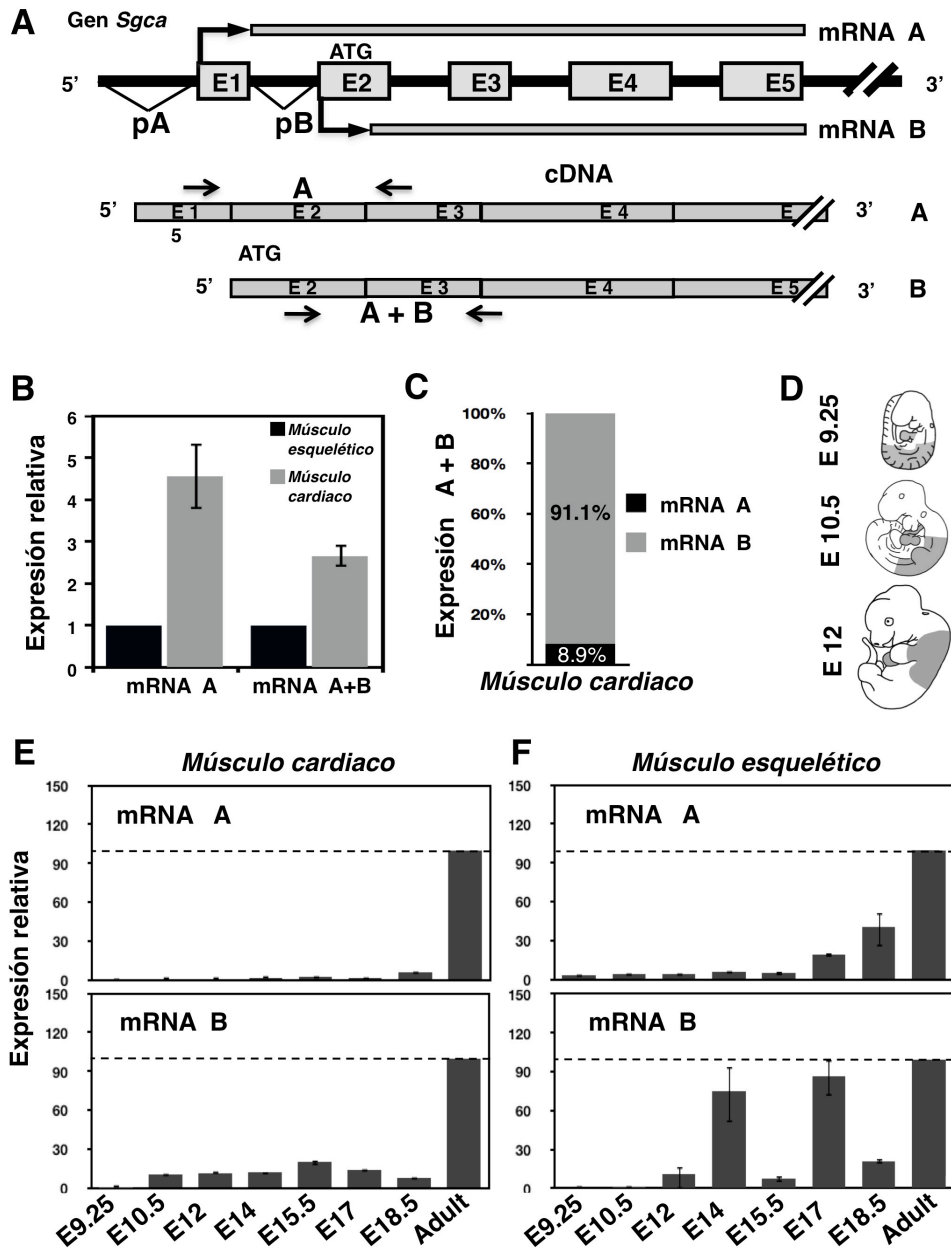 A
Gen Sgca
mRNA A
ATG
5’ E1 E2 E3 E4 E5 3’
pA pB
mRNA B
cDNA
A
5’ E 1 E 2 E 3 E 4 E 3’ A
5
ATG
5’ E 2 E 3 E 4 E 5 3’ B
A + B
B
Expresión relativa
6
5
4
3
2
1
0
Músculo
esquelético
Músculo
cardiaco
mRNA A mRNA A+B
C
Expresión A + B
100%
80%
60%
40%
20%
91.1%
8.9%
mRNA A
mRNA B
Músculo cardiaco
D
E 9.25
E 10.5
E 12
E
Músculo cardiaco
Expresión relativa
150
120
90
60
30
0
mRNA A
150
120
90
60
30
0
mRNA B
E9.25 E10.5 E12 E14 E15.5 E17 E18.5 Adult
F
Músculo esquelético
150
120
90
60
30
0
mRNA A
150
120
90
60
30
0
mRNA B
E9.25 E10.5 E12 E14 E15.5 E17 E18.5 Adult